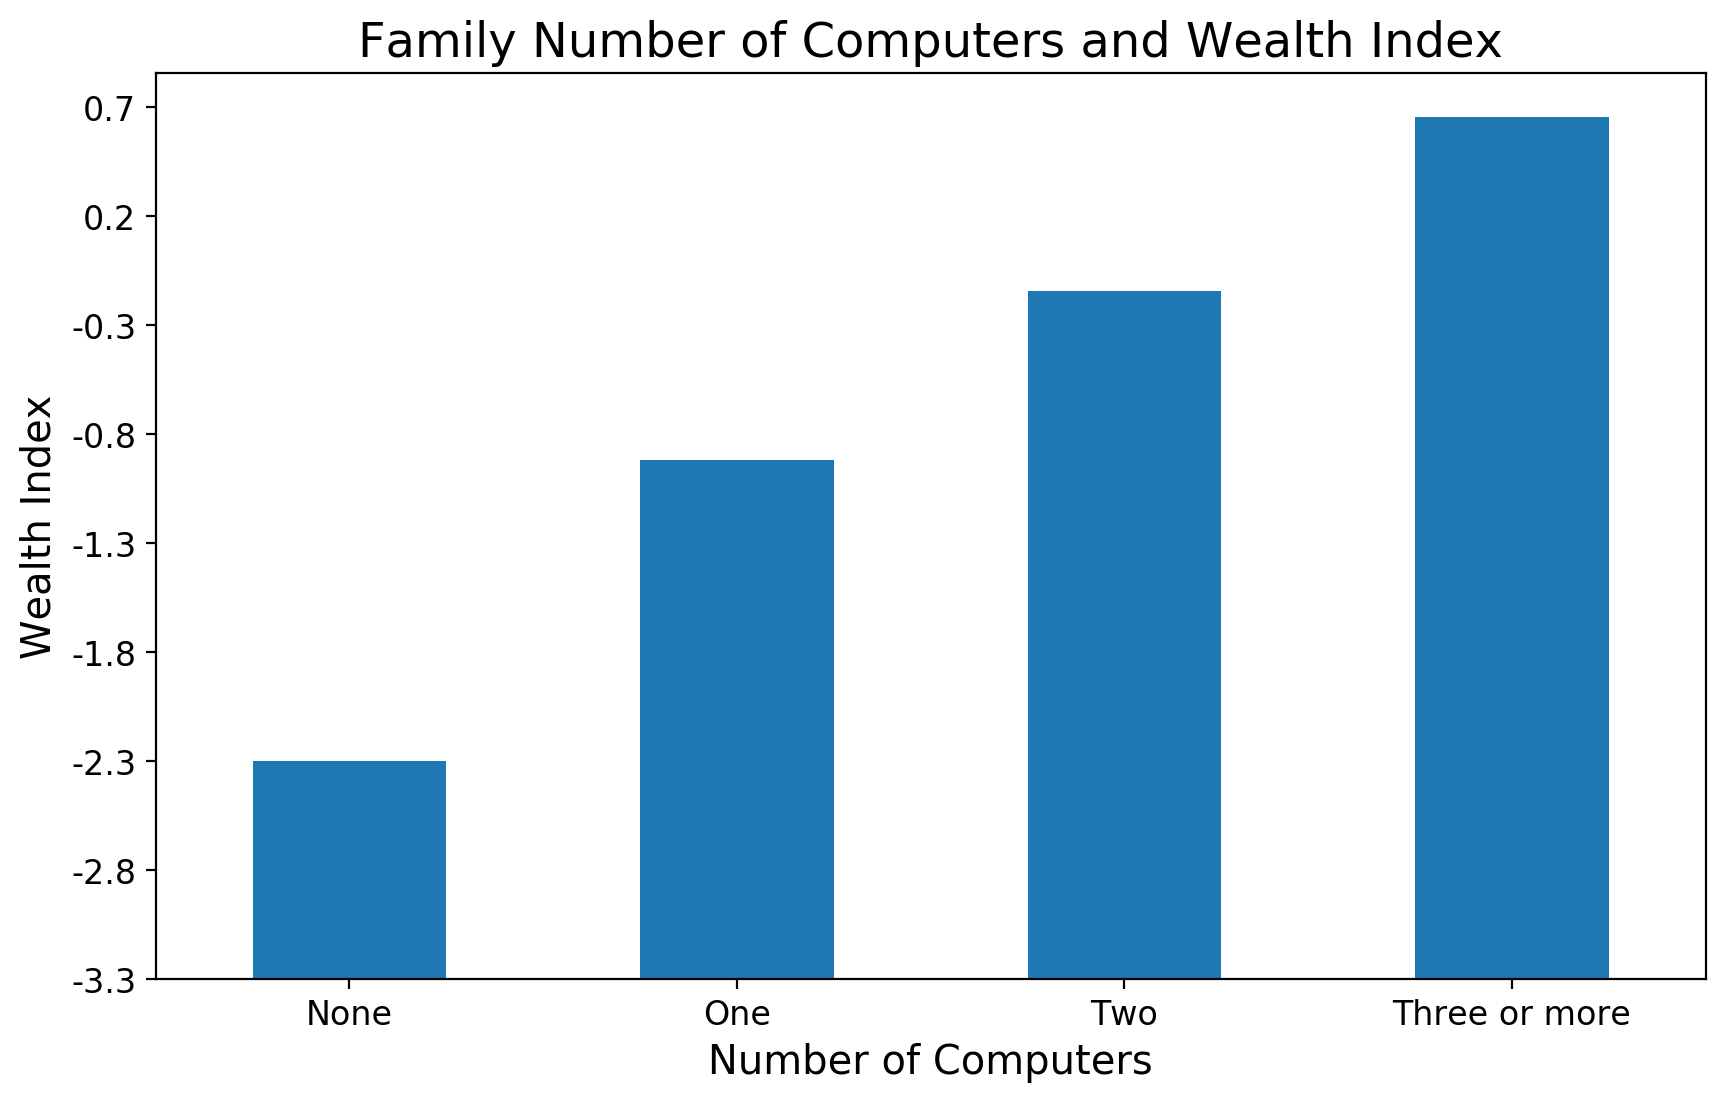 Family Number of Computers and Wealth Index
Wealth Index
0.7
0.2
-0.3
-0.8
-1.3
-1.8
-2.3
-2.8
-3.3
None One Two Three or more
Number of Computers